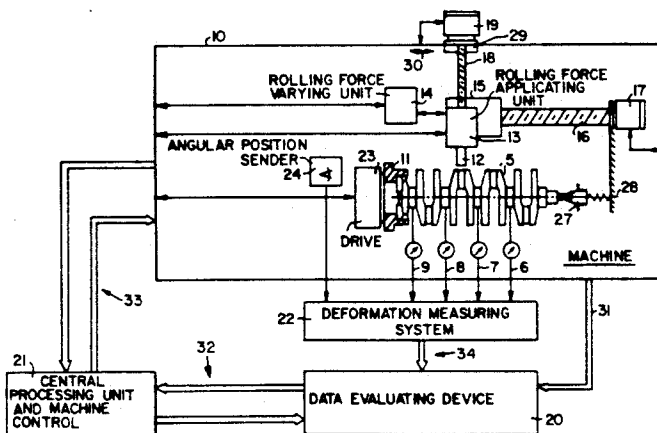 10
19
29
30
18
ROLLING FORCE
VARYING UNIT
14
15
ROLLING FORCE
APPLICATING
UNIT
13
17
16
ANGULAR POSITION
SENDER
24
23
11
12
5
DRIVE
27
28
9
8
7
6
MACHINE
31
33
22
DEFORMATION MEASURING
SYSTEM
34
32
21
CENTRAL
PROCESSING UNIT
AND MACHINE
CONTROL
DATA EVALUATING DEVICE
20